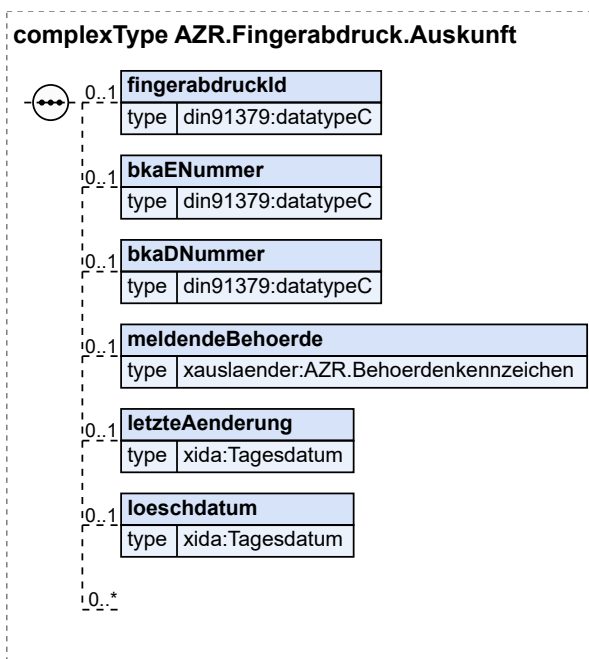 complexType AZR.Fingerabdruck.Auskunft
0..1 fingerabdruckId
type din91379:datatypeC
0..1 bkaENummer
type din91379:datatypeC
0..1 bkaDNummer
type din91379:datatypeC
0..1 meldendeBehoerde
type xauslaender:AZR.Behoerdenkennzeichen
0..1 letzteAenderung
type xida:Tagesdatum
0..1 loeschdatum
type xida:Tagesdatum
0..*